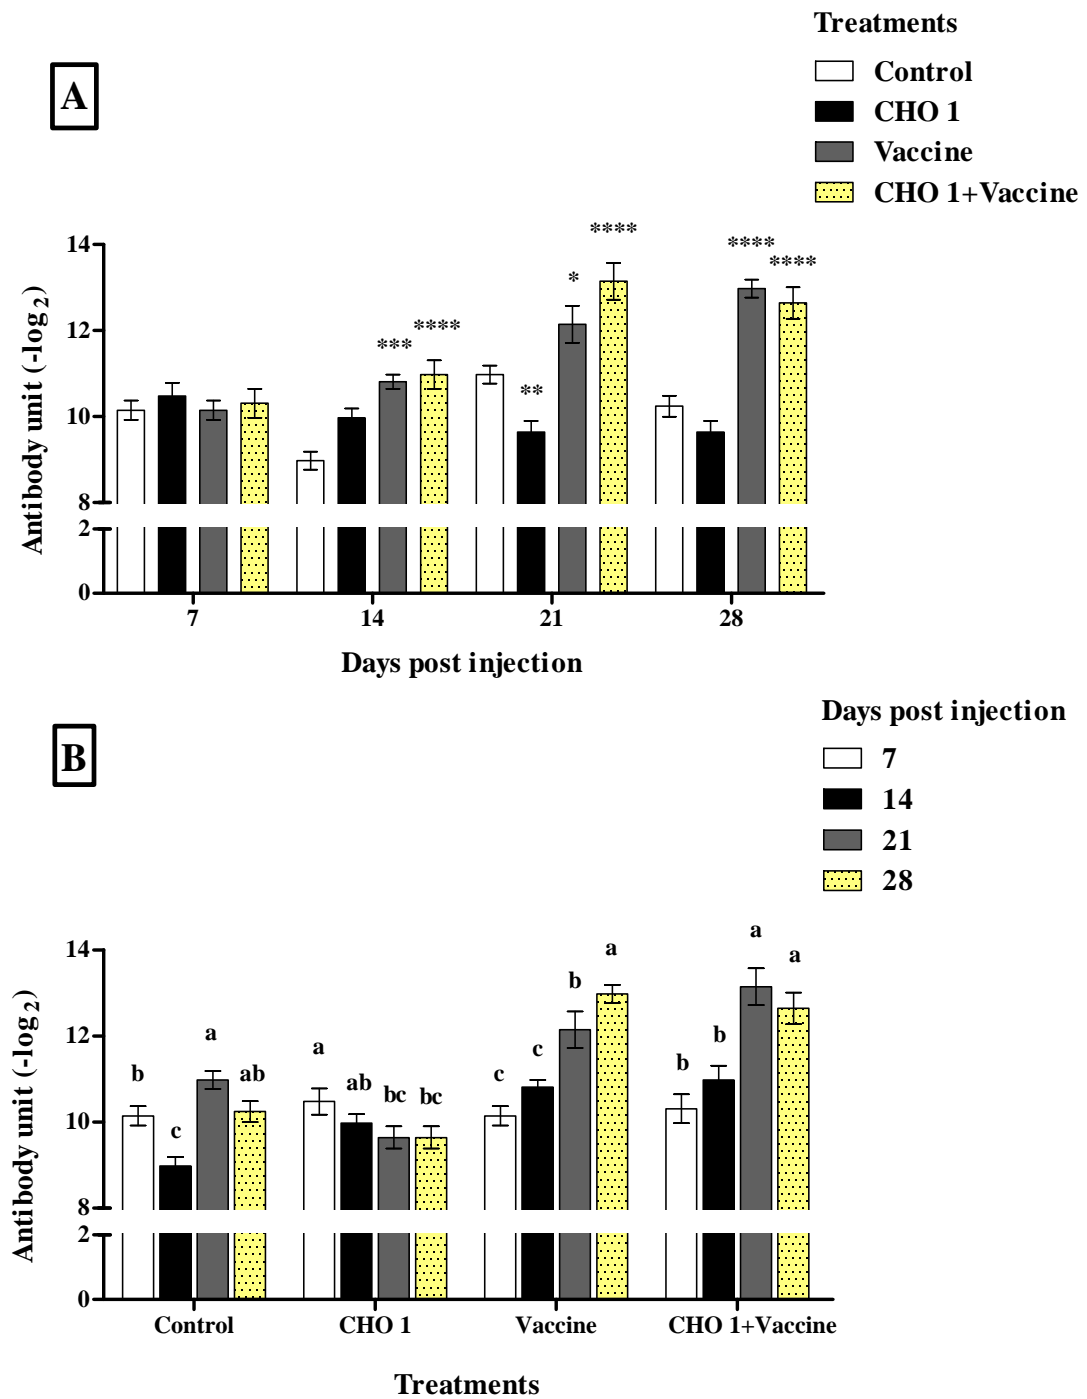 Treatments
A
Control
CHO 1
Vaccine
CHO 1+Vaccine
Antibody unit (-log2)
14
12
10
8
2
0
***
****
**
*
****
****
****
7 14 21 28
Days post injection
Days post injection
B
7
14
21
28
Antibody unit (-log2)
14
12
10
8
2
0
b c a ab
a ab bc bc
c c b a
b b a a
Control CHO 1 Vaccine CHO 1+Vaccine
Treatments